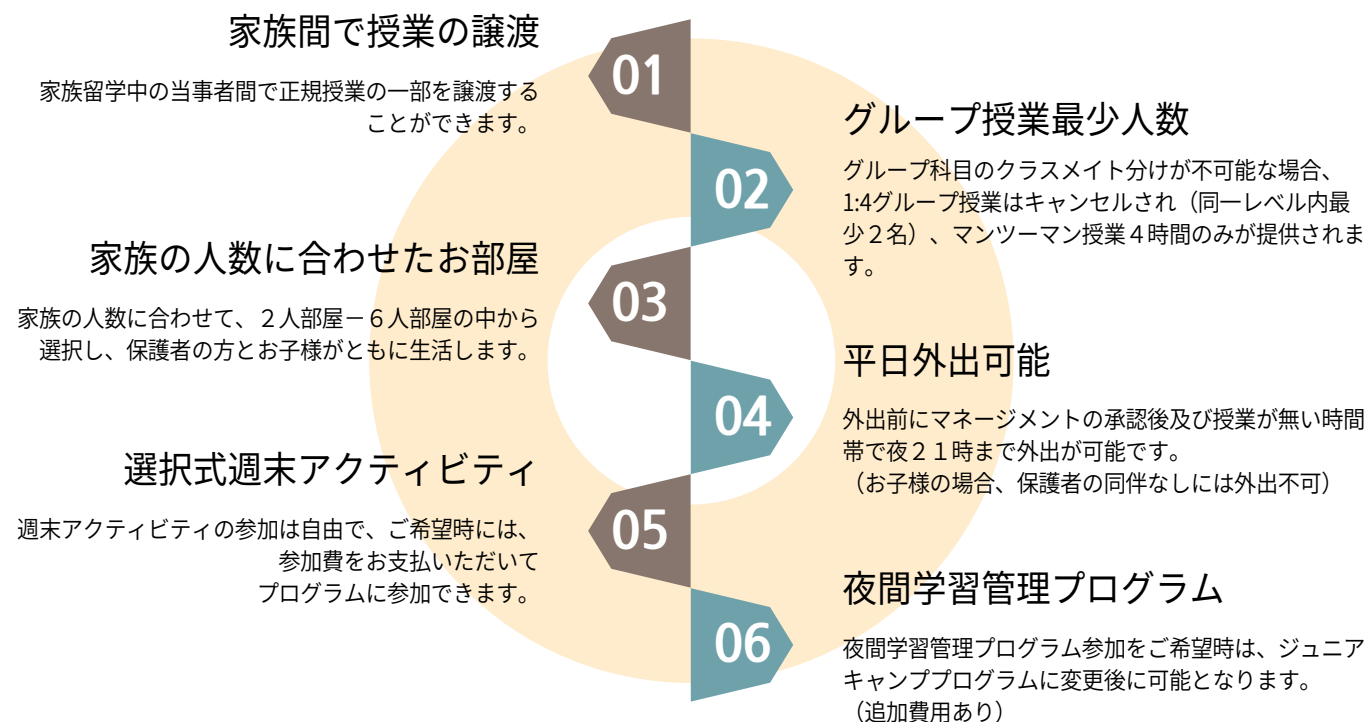 家族間で授業の譲渡
家族留学中の当事者間で正規授業の一部を譲渡する
ことができます。
01
グループ授業最少人数
グループ科目のクラスメイト分けが不可能な場合、
1:4グループ授業はキャンセルされ（同一レベル内最
少２名）、マンツーマン授業４時間のみが提供されま
す。
02
家族の人数に合わせたお部屋
家族の人数に合わせて、２人部屋－６人部屋の中から
選択し、保護者の方とお子様がともに生活します。
03
平日外出可能
外出前にマネージメントの承認後及び授業が無い時間
帯で夜２１時まで外出が可能です。
（お子様の場合、保護者の同伴なしには外出不可）
04
選択式週末アクティビティ
週末アクティビティの参加は自由で、ご希望時には、
参加費をお支払いただいて
プログラムに参加できます。
05
夜間学習管理プログラム
夜間学習管理プログラム参加をご希望時は、ジュニア
キャンププログラムに変更後に可能となります。
（追加費用あり）
06